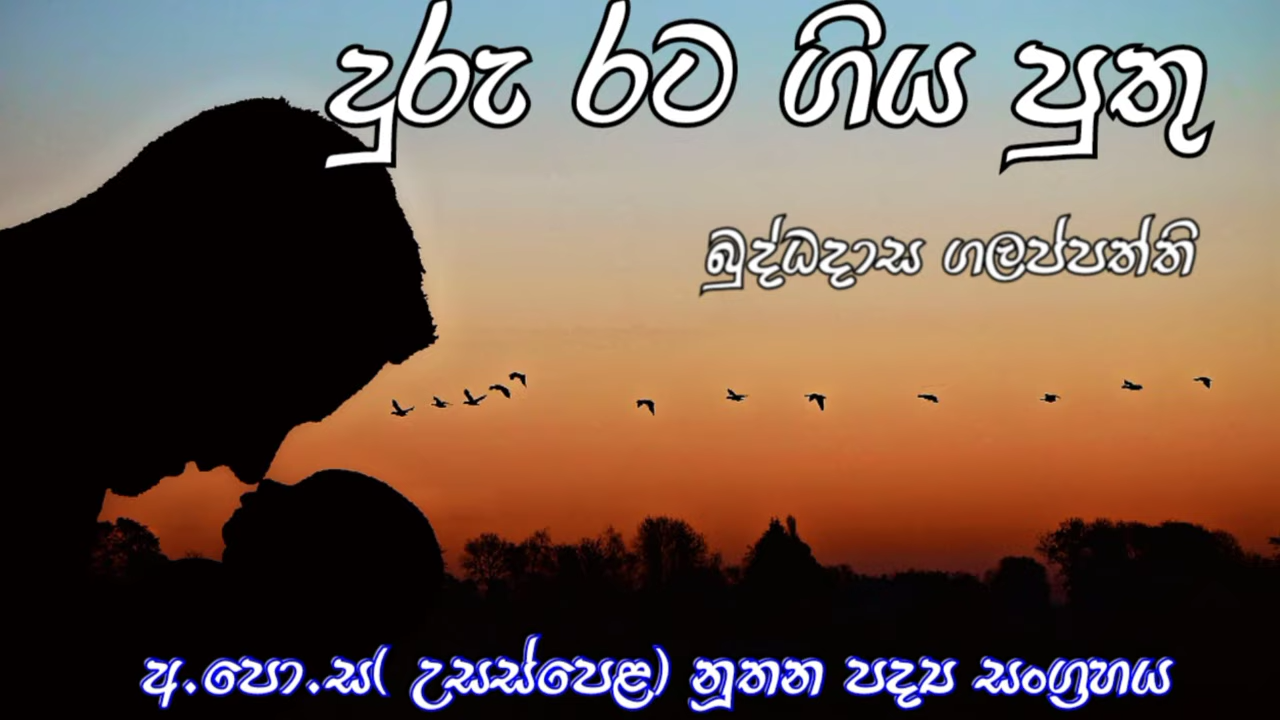 දුරු රට ගිය පුතු
බුද්ධදාස ගලප්පත්ති
අ.පො.ස( උසස්පෙළ) නූතන පද්‍ය සංග්‍රහය